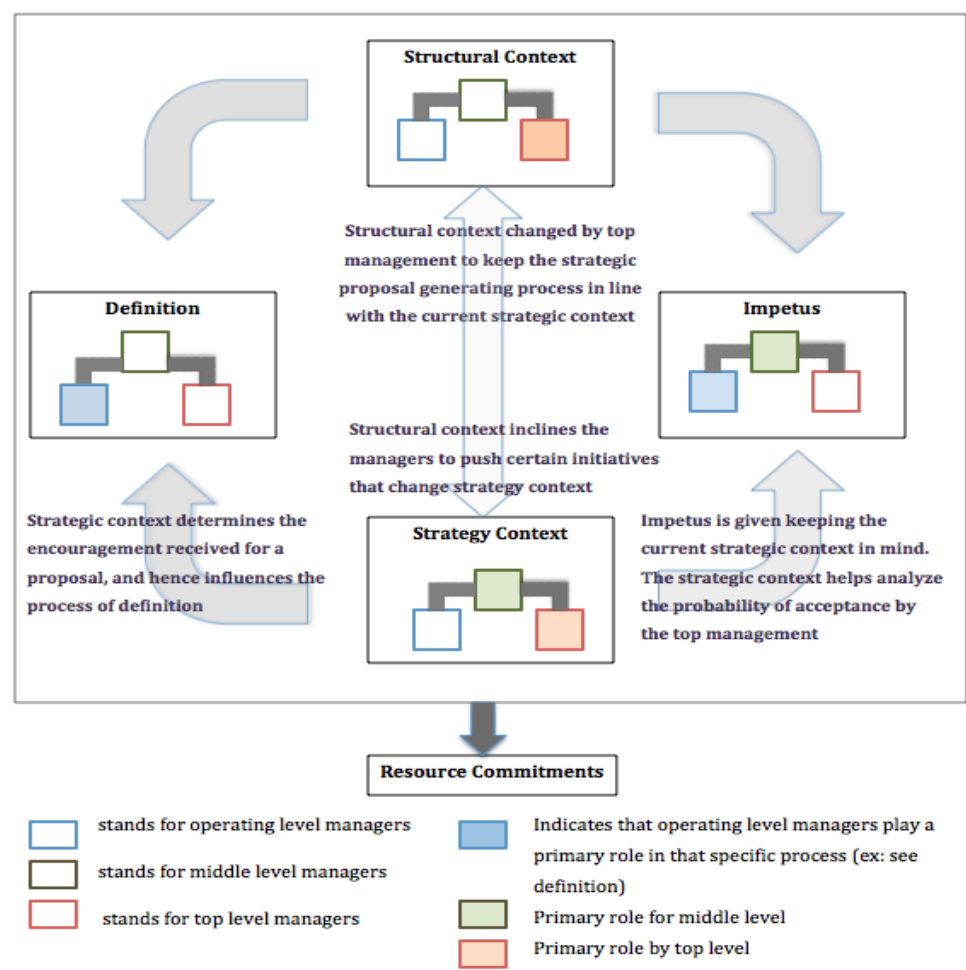 Structural Context
Structural context changed by top
management to keep the strategic
proposal generating process in line
with the current strategic context
Definition
Impetus
Structural context inclines the
managers to push certain initiatives
that change strategy context
Strategic context determines the
encouragement received for a
proposal, and hence influences the
process of definition
Strategy Context
Impetus is given keeping the
current strategic context in mind.
The strategic context helps analyze
the probability of acceptance by
the top management
Resource Commitments
stands for operating level managers
stands for middle level managers
stands for top level managers
Indicates that operating level managers play a
primary role in that specific process (ex: see
definition)
Primary role for middle level
Primary role by top level